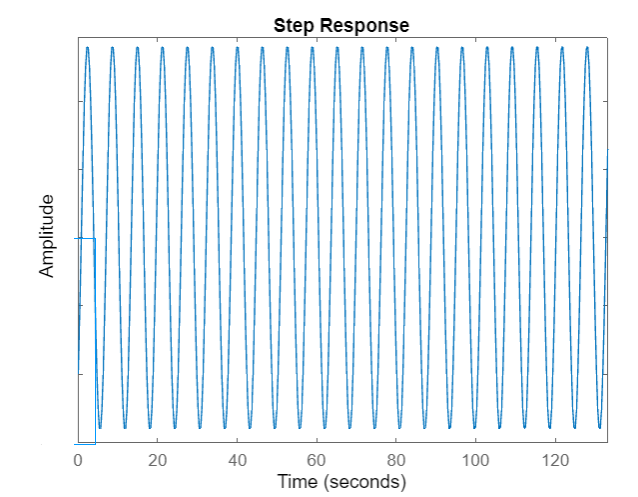 Step Response
Amplitude
0 20 40 60 80 100 120
Time (seconds)